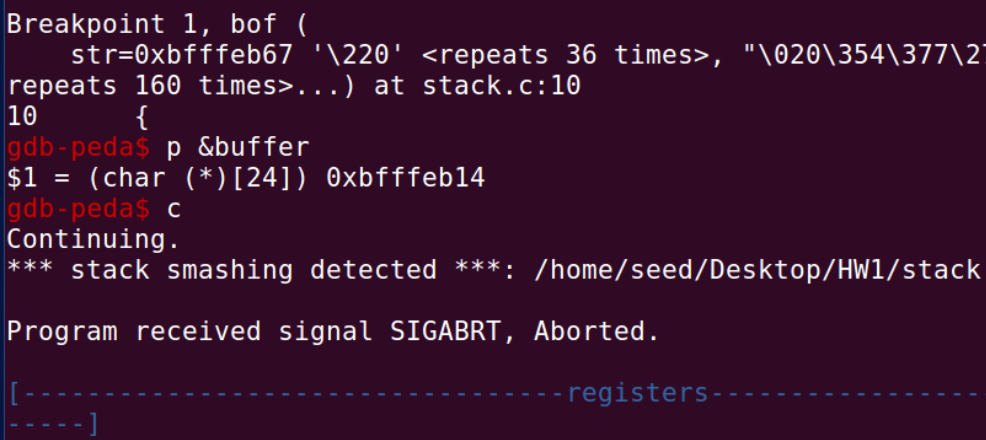 Breakpoint 1, bof (
    str=0xbfffeb67 '\220' <repeats 36 times>, "\020\354\377\27
repeats 160 times>...) at stack.c:10
10      {
gdb-peda$ p &buffer
$1 = (char (*)[24]) 0xbfffeb14
gdb-peda$ c
Continuing.
*** stack smashing detected ***: /home/seed/Desktop/HW1/stack

Program received signal SIGABRT, Aborted.

[----------------------------------registers-----------------
-----]